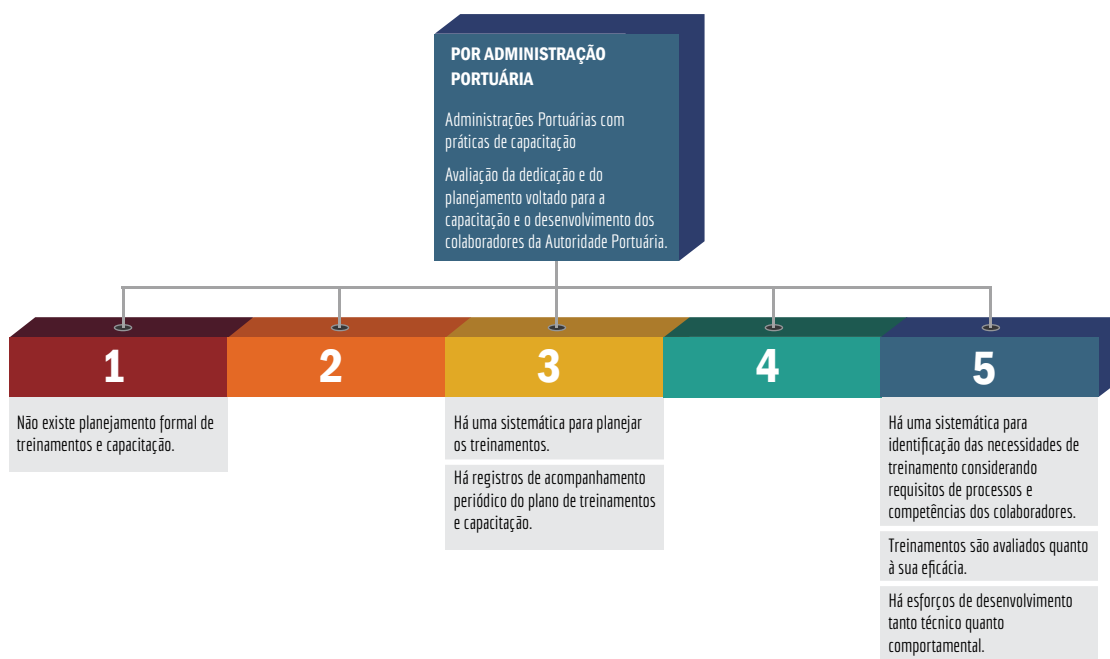 POR ADMINISTRAÇÃO
PORTUÁRIA
Administrações Portuárias com
práticas de capacitação
Avaliação da dedicação e do
planejamento voltado para a
capacitação e o desenvolvimento dos
colaboradores da Autoridade Portuária.
1
2
3
4
5
Não existe planejamento formal de
treinamentos e capacitação.
Há uma sistemática para planejar
os treinamentos.
Há registros de acompanhamento
periódico do plano de treinamentos
e capacitação.
Há uma sistemática para
identificação das necessidades de
treinamento considerando
requisitos de processos e
competências dos colaboradores.
Treinamentos são avaliados quanto
à sua eficácia.
Há esforços de desenvolvimento
tanto técnico quanto
comportamental.